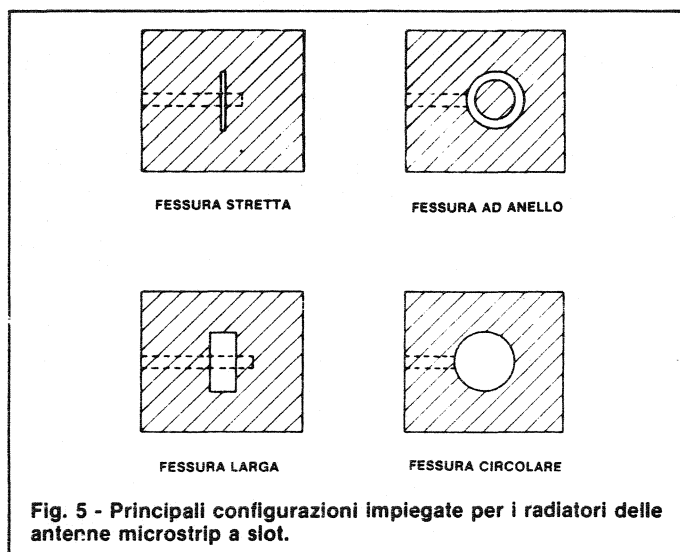 FESSURA STRETTA
FESSURA AD ANELLO
FESSURA LARGA
FESSURA CIRCOLARE
Fig. 5 - Principali configurazioni impiegate per i radiatori delle
antenne microstrip a slot.